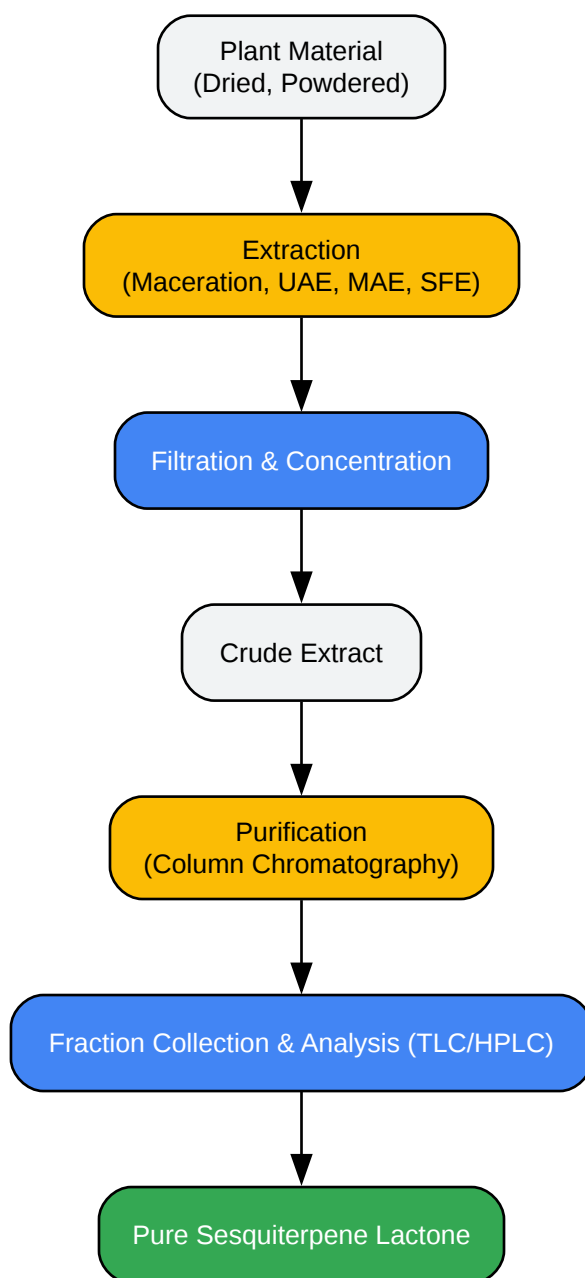 Plant Material
(Dried, Powdered)
Extraction
(Maceration, UAE, MAE, SFE)
Filtration & Concentration
Crude Extract
Purification
(Column Chromatography)
Fraction Collection & Analysis (TLC/HPLC)
Pure Sesquiterpene Lactone